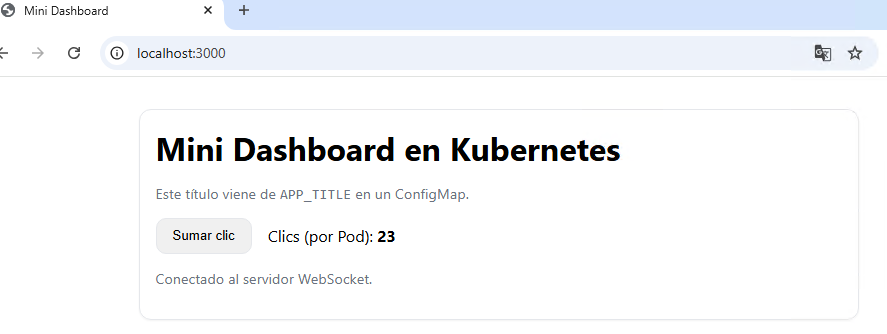 Mini Dashboard
localhost:3000
Mini Dashboard en Kubernetes
Este título viene de APP_TITLE en un ConfigMap.
Sumar clic Clics (por Pod): 23
Conectado al servidor WebSocket.